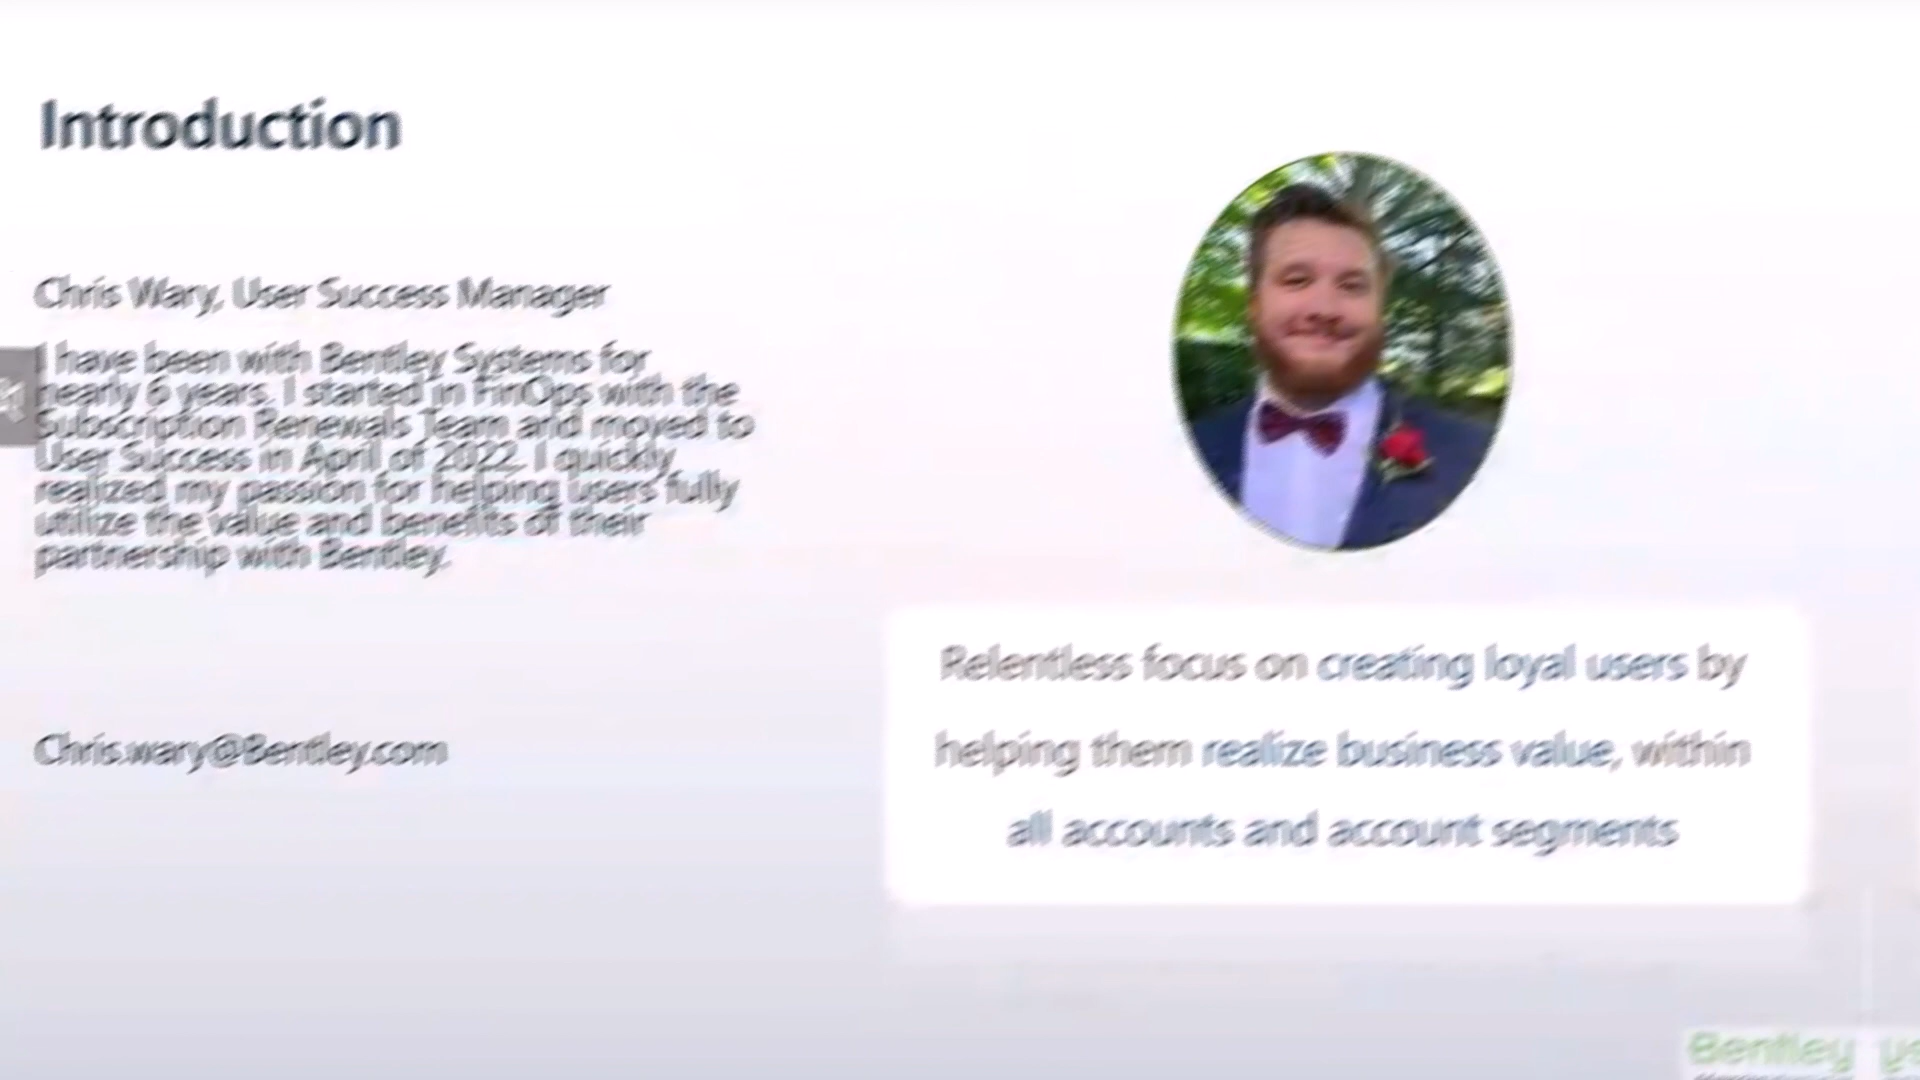 Introduction
Chris Wary, User Success Manager
I have been with Bentley Systems for
nearly 6 years. I started in FinOps with the
Subscription Renewals Team and moved to
User Success in April of 2022. I quickly
realized my passion for helping users fully
utilize the value and benefits of their
partnership with Bentley.
Chris.wary@Bentley.com
Relentless focus on creating loyal users by
helping them realize business value, within
all accounts and account segments
Bentley